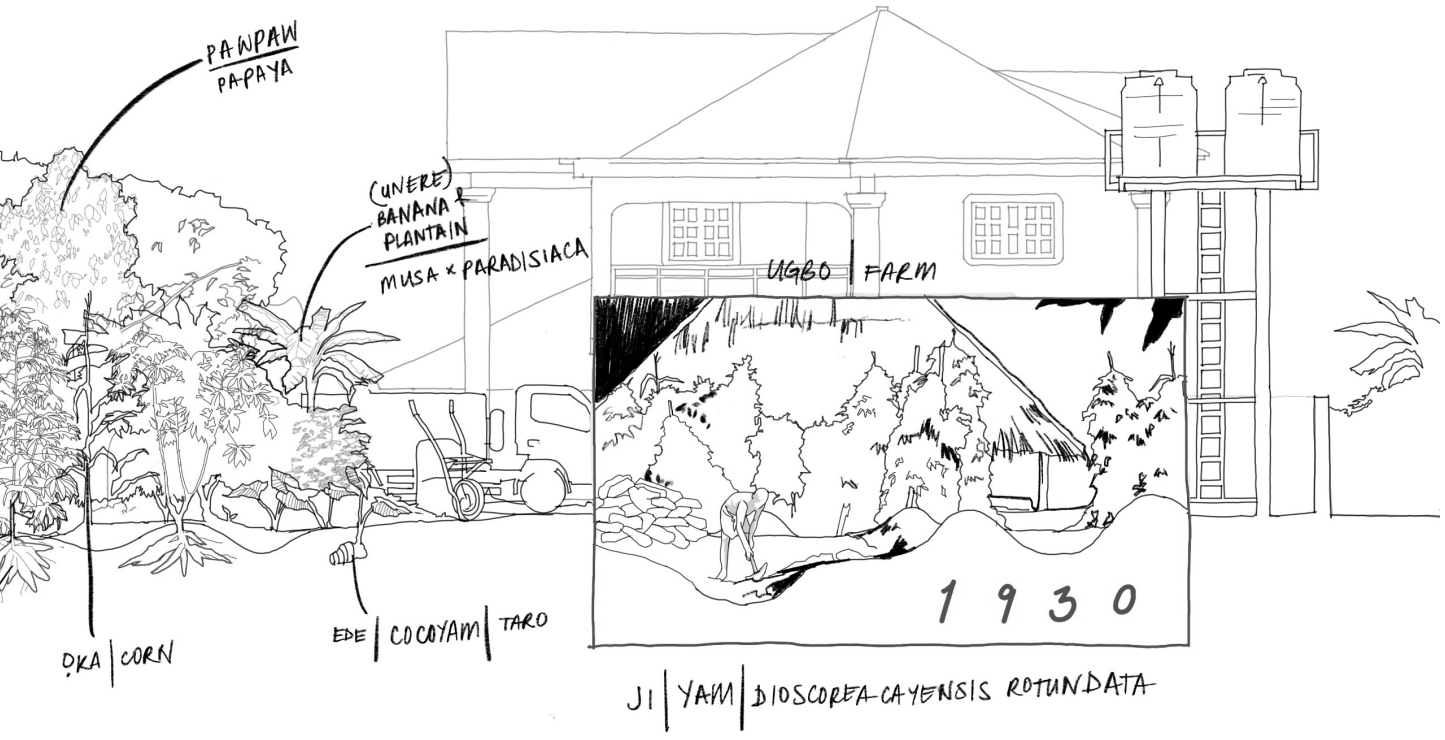 PAWPAW
PAPAYA
(UNERE)
BANANA &
PLANTAIN
MUSA × PARADISIACA
UGBO | FARM
1930
ỌKA | CORN
EDE | COCOYAM | TARO
JI | YAM | DIOSCOREA CAYENSIS ROTUNDATA